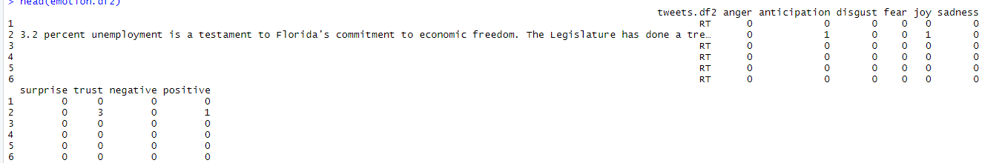 > head(emotion.df2)
tweets.df2 anger anticipation disgust fear joy sadness
1 RT 0 0 0 0 0 0
2 3.2 percent unemployment is a testament to Florida's commitment to economic freedom. The Legislature has done a tre… 0 1 0 0 1 0
3 RT 0 0 0 0 0 0
4 RT 0 0 0 0 0 0
5 RT 0 0 0 0 0 0
6 RT 0 0 0 0 0 0
surprise trust negative positive
1 0 0 0 0
2 0 3 0 1
3 0 0 0 0
4 0 0 0 0
5 0 0 0 0
6 0 0 0 0